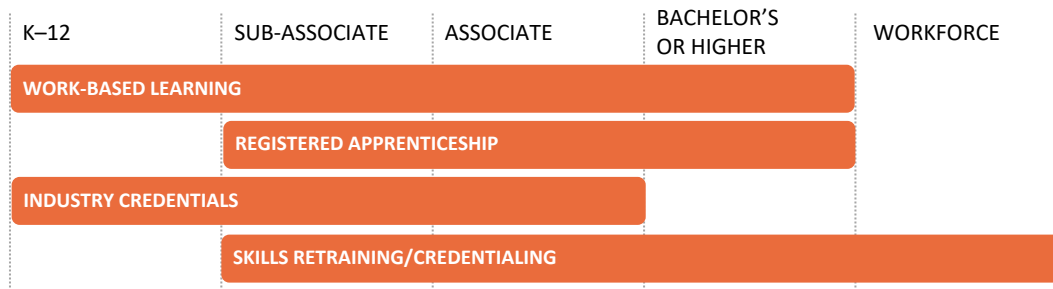 K–12
SUB-ASSOCIATE
ASSOCIATE
BACHELOR'S
OR HIGHER
WORKFORCE
WORK-BASED LEARNING
REGISTERED APPRENTICESHIP
INDUSTRY CREDENTIALS
SKILLS RETRAINING/CREDENTIALING